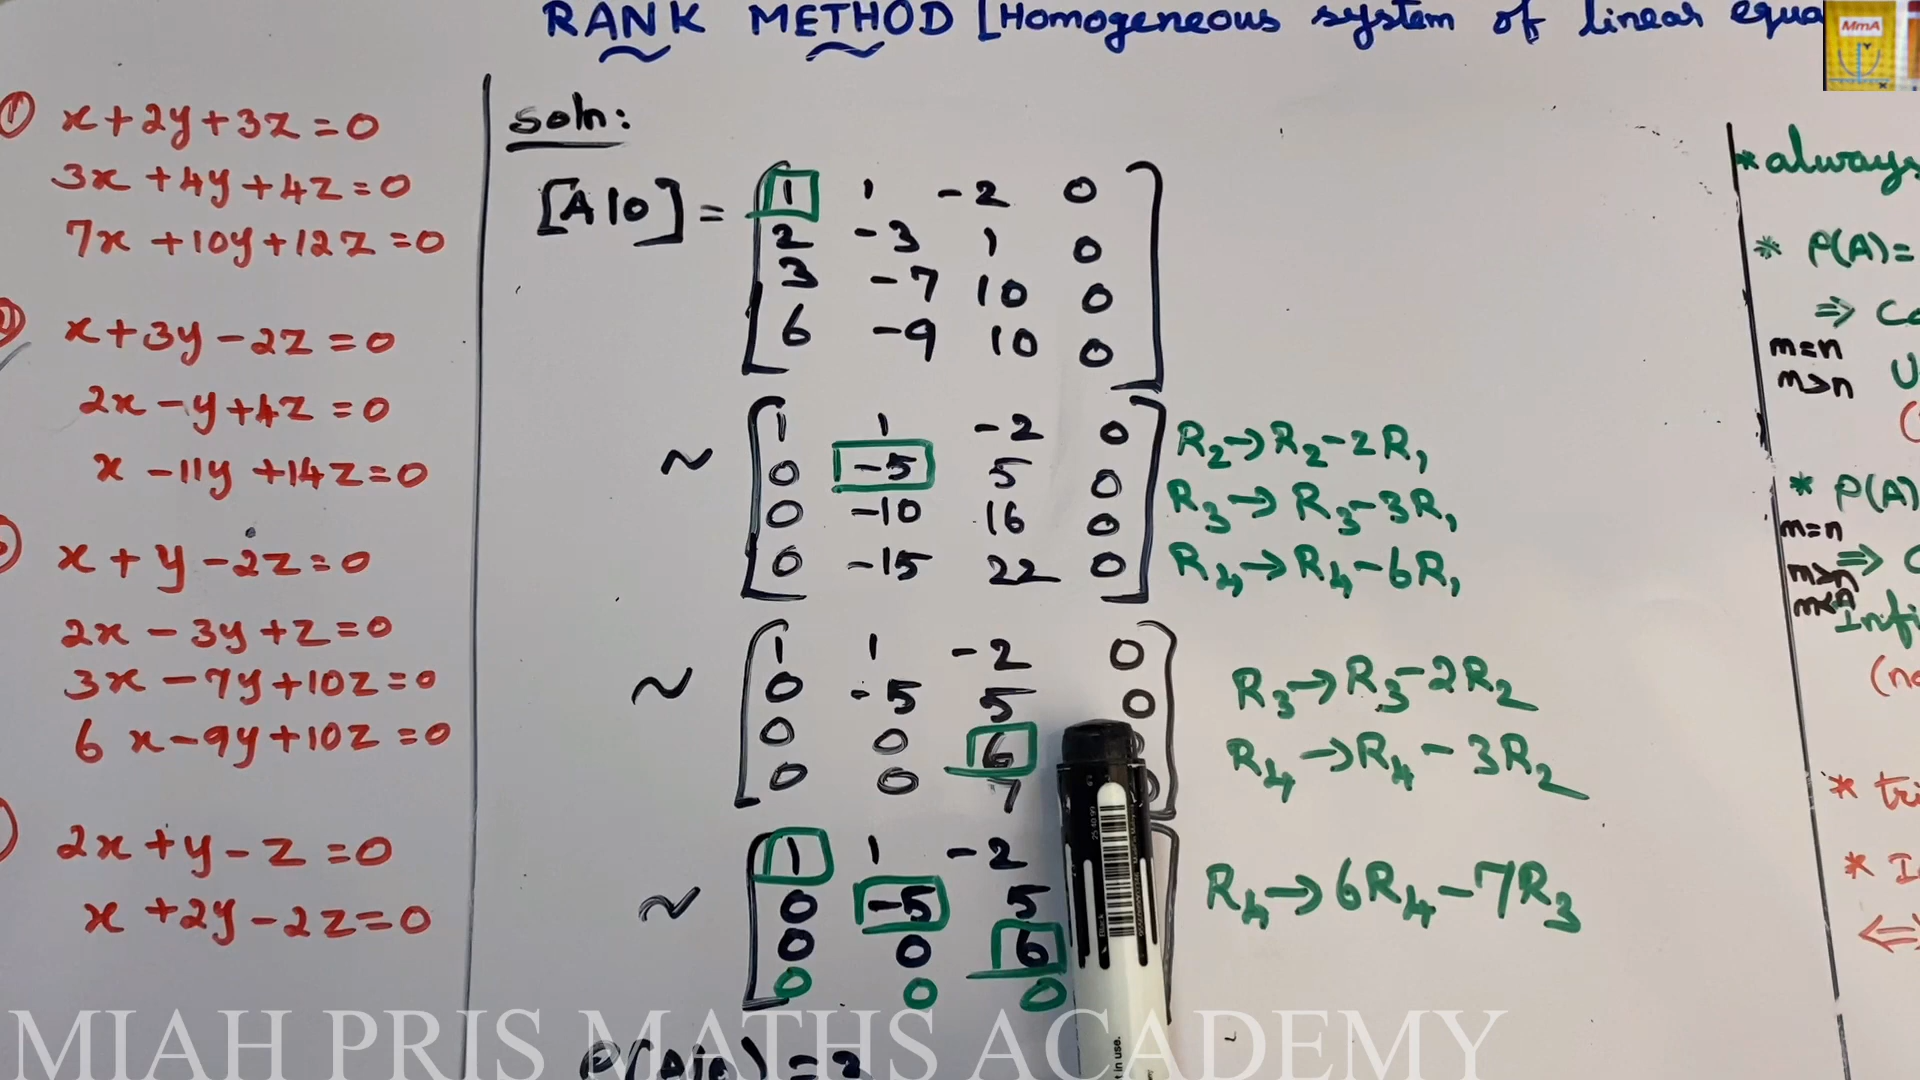 RANK METHOD [Homogeneous system of linear equa
MmA
① x+2y+3z=0
3x+4y+4z=0
7x+10y+12z=0
x+3y-2z=0
2x-y+4z=0
x-11y+14z=0
x+y-2z=0
2x-3y+z=0
3x-7y+10z=0
6x-9y+10z=0
2x+y-z=0
x+2y-2z=0
soln:
[A|0] =
1 1 -2 0
2 -3 1 0
3 -7 10 0
6 -9 10 0
~
1 1 -2 0
0 -5 5 0
0 -10 16 0
0 -15 22 0
R₂→R₂-2R₁
R₃→R₃-3R₁
R₄→R₄-6R₁
~
1 1 -2 0
0 -5 5 0
0 0 6
0 0 7
R₃→R₃-2R₂
R₄→R₄-3R₂
~
1 1 -2
0 -5 5
0 0 6
0 0 0
R₄→6R₄-7R₃
*always
* ρ(A)=
⇒
m=n
m>n
* ρ(A)
m=n
⇒
m>n
m<n
Infi
*
*
⇔
Black
in use.
MIAH PRIS MATHS ACADEMY